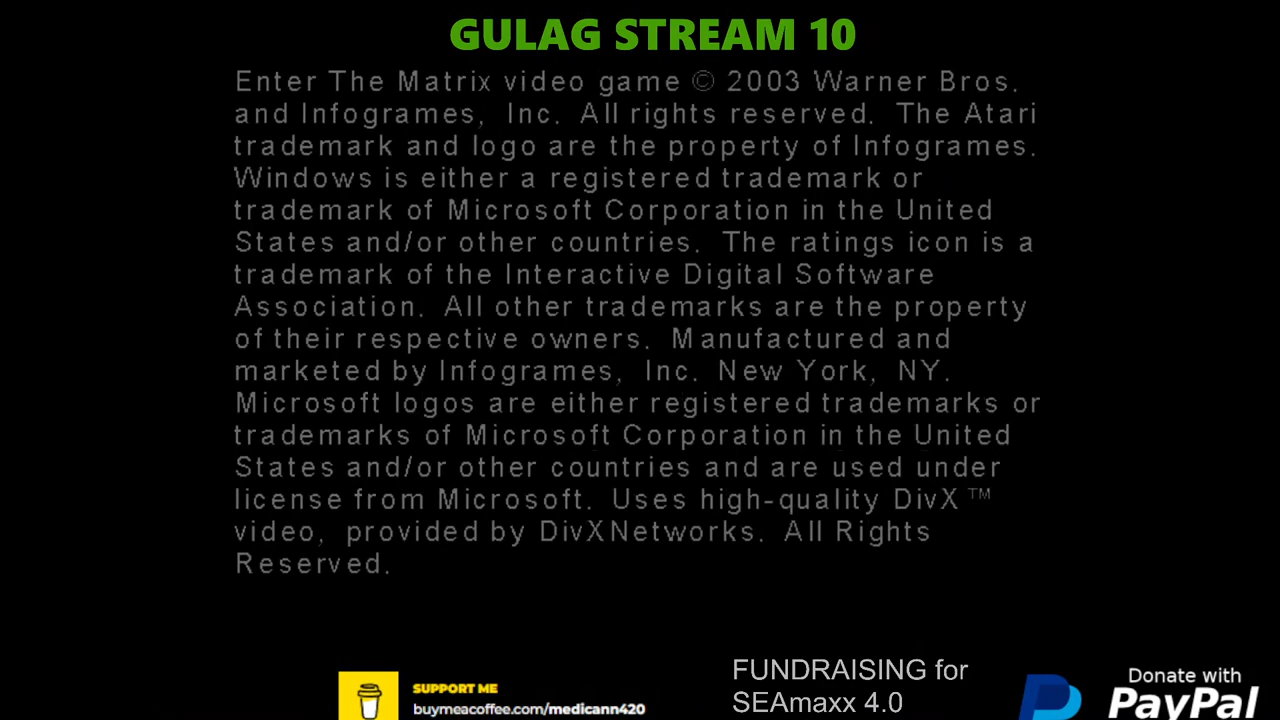 GULAG STREAM 10
Enter The Matrix video game © 2003 Warner Bros.
and Infogrames, Inc. All rights reserved. The Atari
trademark and logo are the property of Infogrames.
Windows is either a registered trademark or
trademark of Microsoft Corporation in the United
States and/or other countries. The ratings icon is a
trademark of the Interactive Digital Software
Association. All other trademarks are the property
of their respective owners. Manufactured and
marketed by Infogrames, Inc. New York, NY.
Microsoft logos are either registered trademarks or
trademarks of Microsoft Corporation in the United
States and/or other countries and are used under
license from Microsoft. Uses high-quality DivX™
video, provided by DivXNetworks. All Rights
Reserved.
SUPPORT ME
buymeacoffee.com/medicann420
FUNDRAISING for
SEAmaxx 4.0
Donate with
PayPal